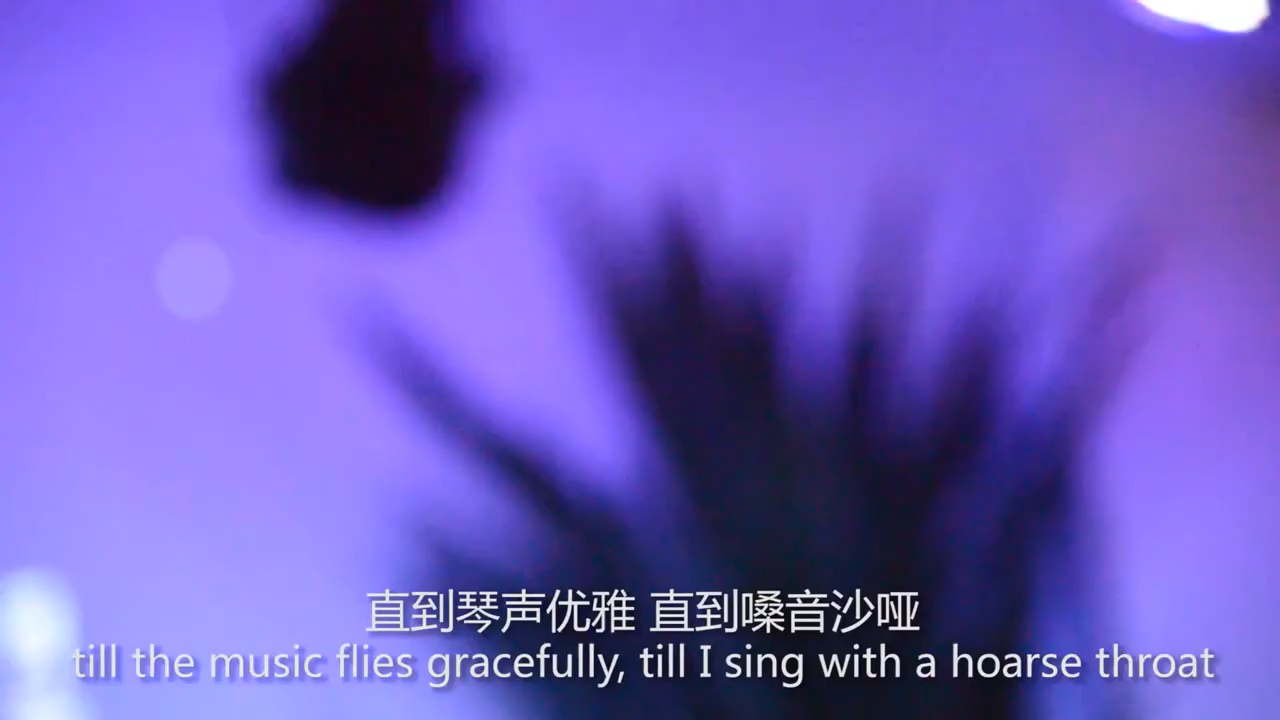 直到琴声优雅 直到嗓音沙哑
till the music flies gracefully, till I sing with a hoarse throat